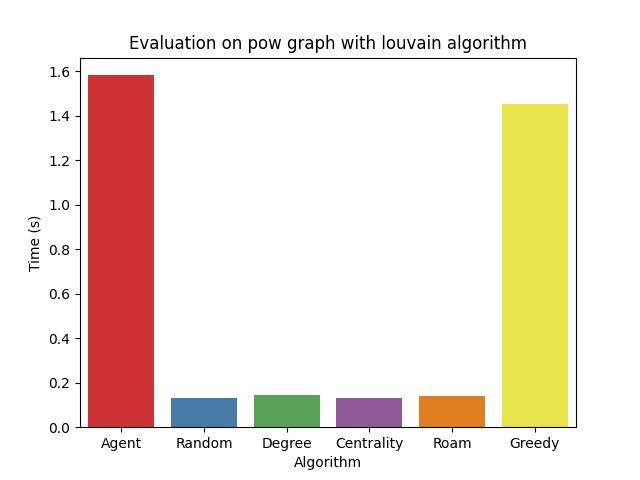 Evaluation on pow graph with louvain algorithm
Time (s)
1.6
1.4
1.2
1.0
0.8
0.6
0.4
0.2
0.0
Agent Random Degree Centrality Roam Greedy
Algorithm